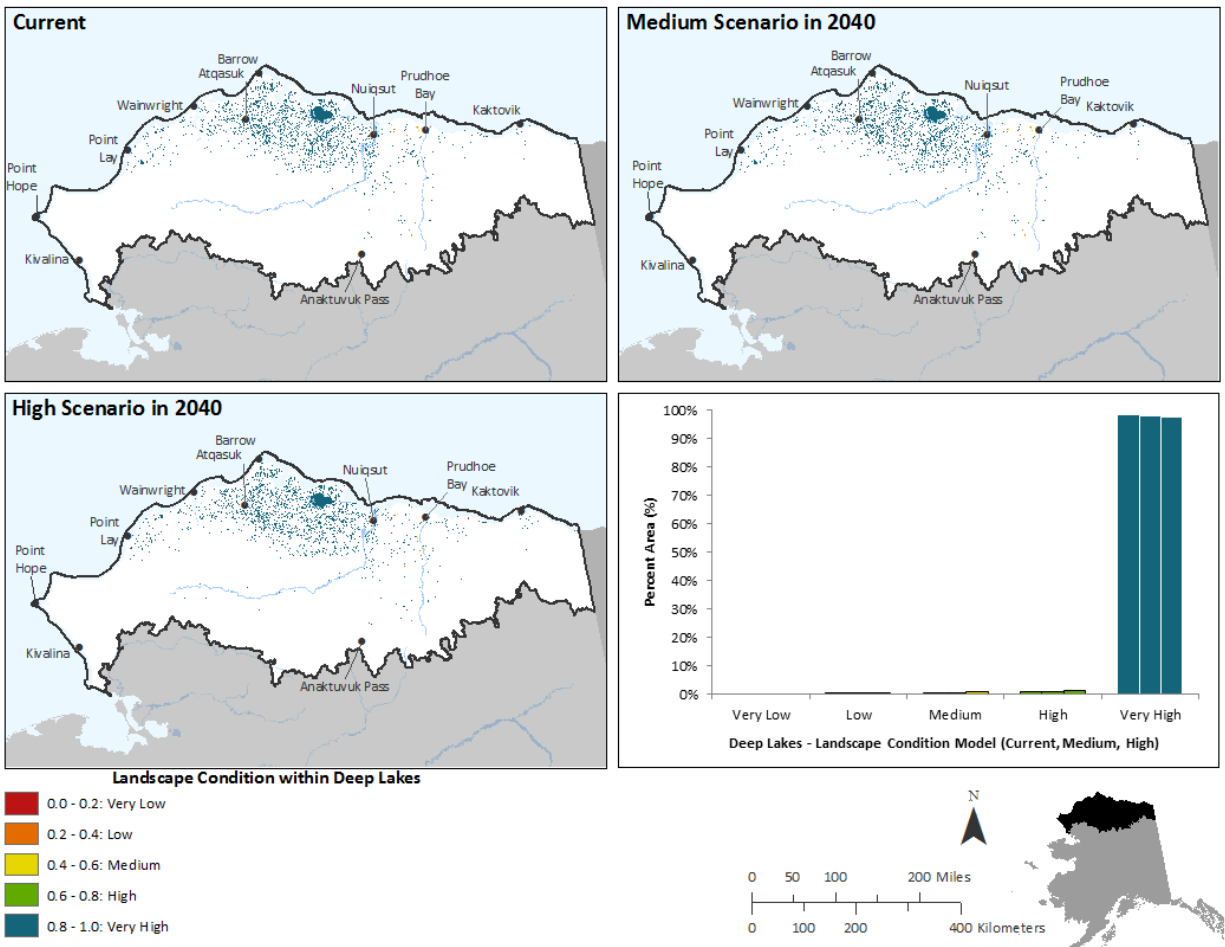 Current
Barrow
Atqasuk
Wainwright
Nuiqsut
Prudhoe
Bay
Kaktovik
Point
Lay
Point
Hope
Kivalina
Anaktuvuk Pass
Medium Scenario in 2040
Barrow
Atqasuk
Wainwright
Nuiqsut
Prudhoe
Bay
Kaktovik
Point
Lay
Point
Hope
Kivalina
Anaktuvuk Pass
High Scenario in 2040
Barrow
Atqasuk
Wainwright
Nuiqsut
Prudhoe
Bay
Kaktovik
Point
Lay
Point
Hope
Kivalina
Anaktuvuk Pass
100%
90%
80%
70%
60%
50%
40%
30%
20%
10%
0%
Percent Area (%)
Very Low Low Medium High Very High
Deep Lakes - Landscape Condition Model (Current, Medium, High)
Landscape Condition within Deep Lakes
0.0 - 0.2: Very Low
0.2 - 0.4: Low
0.4 - 0.6: Medium
0.6 - 0.8: High
0.8 - 1.0: Very High
N
0 50 100 200 Miles
0 100 200 400 Kilometers